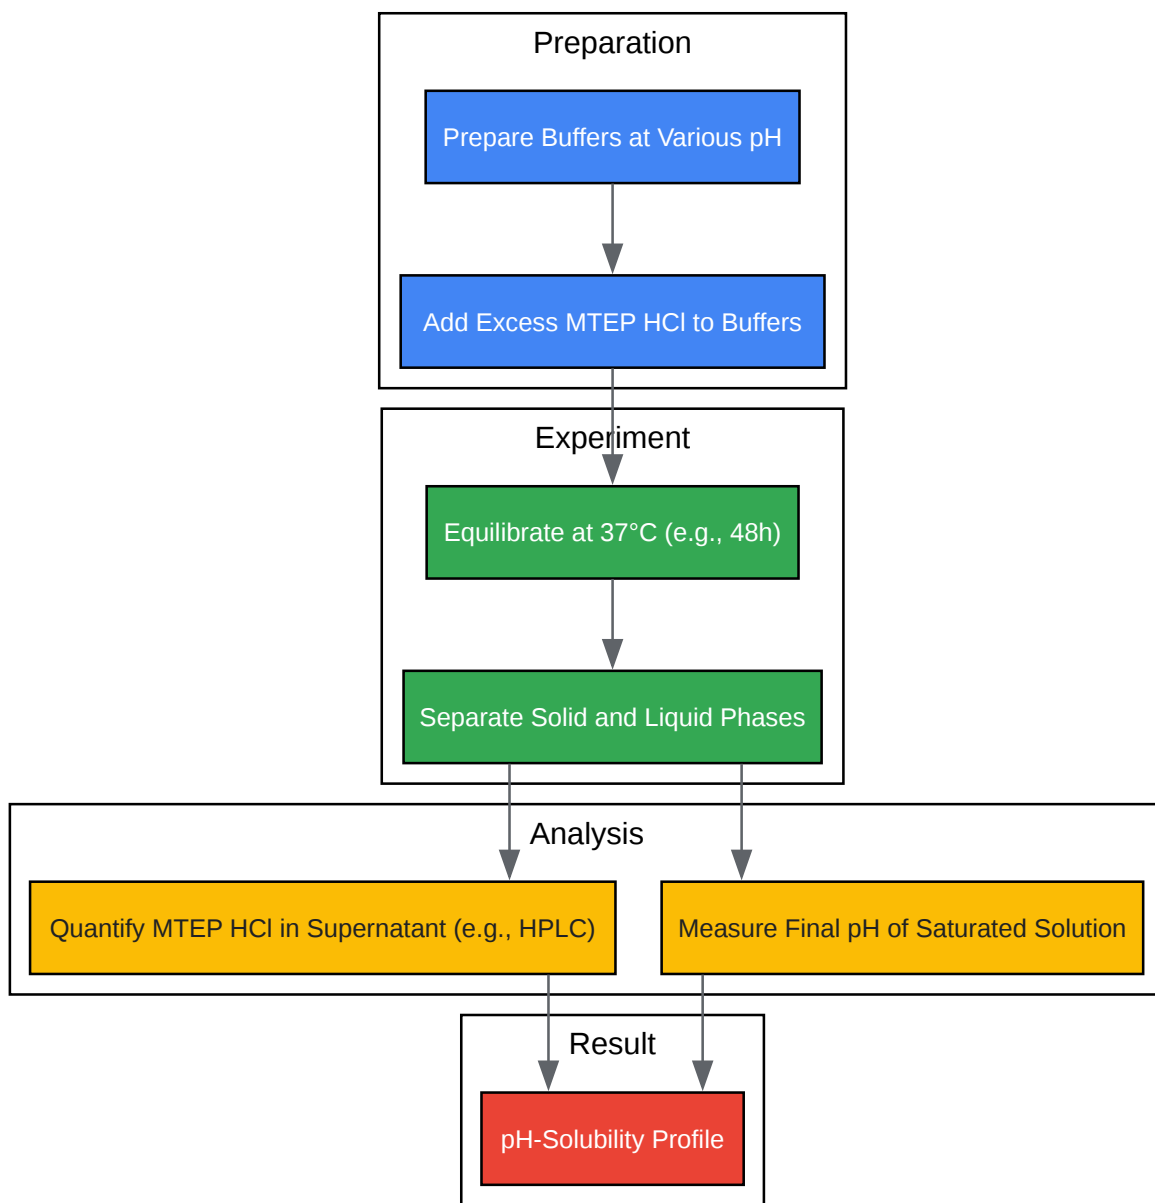 Preparation
Prepare Buffers at Various pH
Add Excess MTEP HCl to Buffers
Experiment
Equilibrate at 37°C (e.g., 48h)
Separate Solid and Liquid Phases
Analysis
Quantify MTEP HCl in Supernatant (e.g., HPLC)
Measure Final pH of Saturated Solution
Result
pH-Solubility Profile